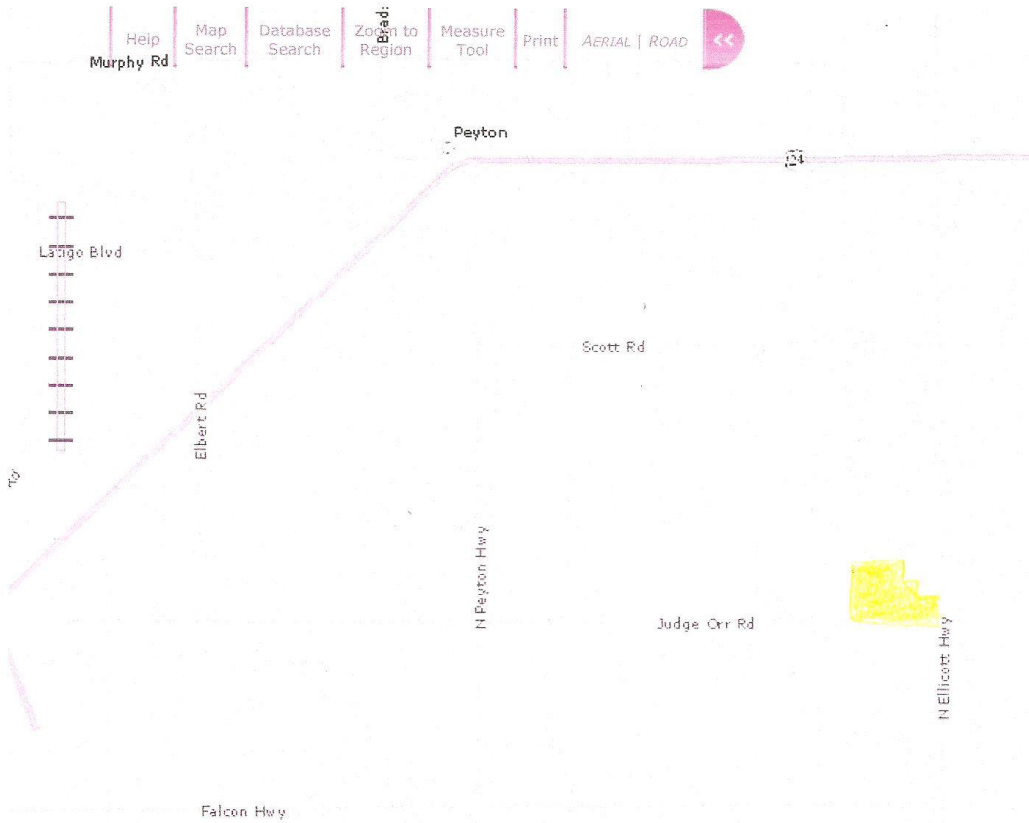 Help
Map Search
Database Search
Zoom to Region
Measure Tool
Print
AERIAL | ROAD
<<
Murphy Rd
Peyton
24
Latigo Blvd
Scott Rd
Elbert Rd
N Peyton Hwy
Judge Orr Rd
N Ellicott Hwy
Falcon Hwy